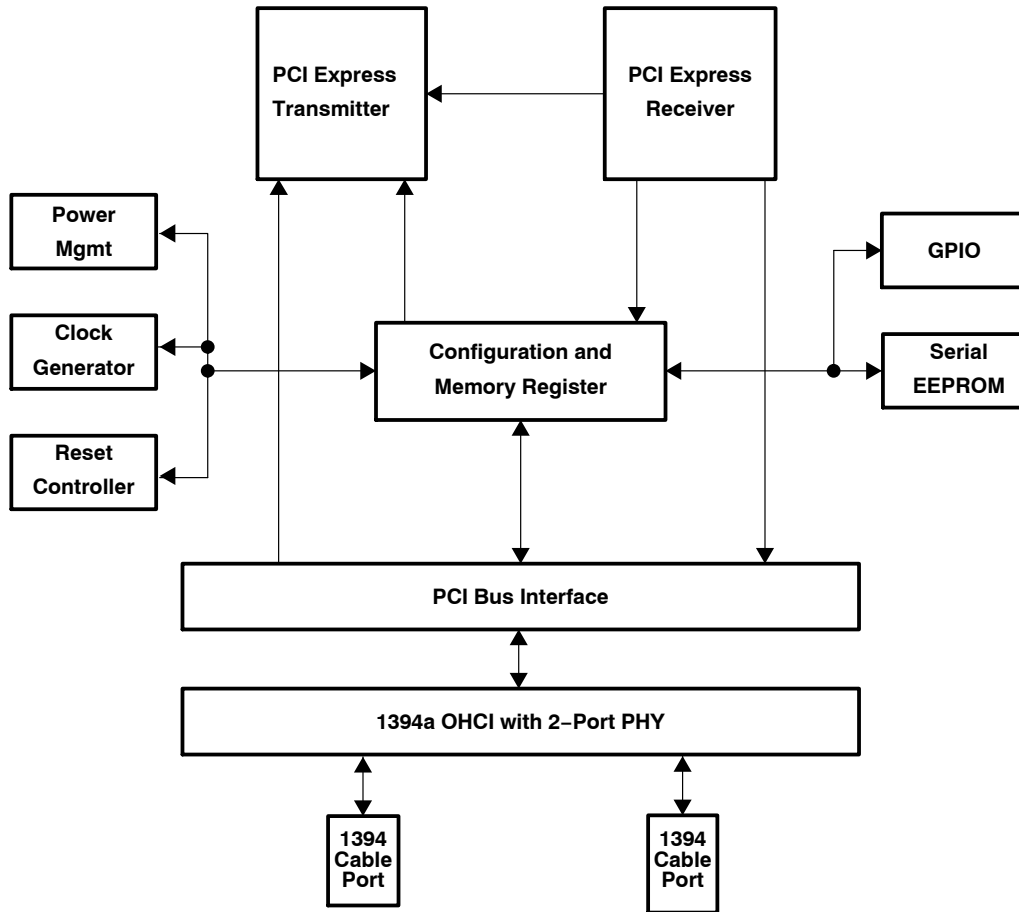 PCI Express
Transmitter
PCI Express
Receiver
Power
Mgmt
GPIO
Clock
Generator
Configuration and
Memory Register
Serial
EEPROM
Reset
Controller
PCI Bus Interface
1394a OHCI with 2−Port PHY
1394
Cable
Port
1394
Cable
Port